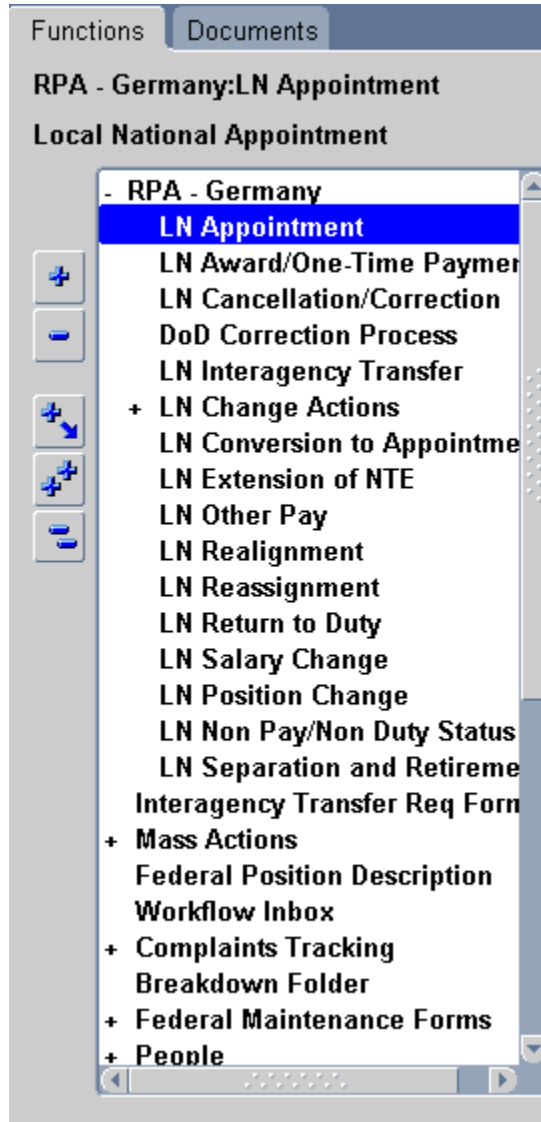 Functions Documents
RPA - Germany:LN Appointment
Local National Appointment
- RPA - Germany
LN Appointment
LN Award/One-Time Paymer
LN Cancellation/Correction
DoD Correction Process
LN Interagency Transfer
+ LN Change Actions
LN Conversion to Appointme
LN Extension of NTE
LN Other Pay
LN Realignment
LN Reassignment
LN Return to Duty
LN Salary Change
LN Position Change
LN Non Pay/Non Duty Status
LN Separation and Retireme
Interagency Transfer Req Forn
+ Mass Actions
Federal Position Description
Workflow Inbox
+ Complaints Tracking
Breakdown Folder
+ Federal Maintenance Forms
+ People